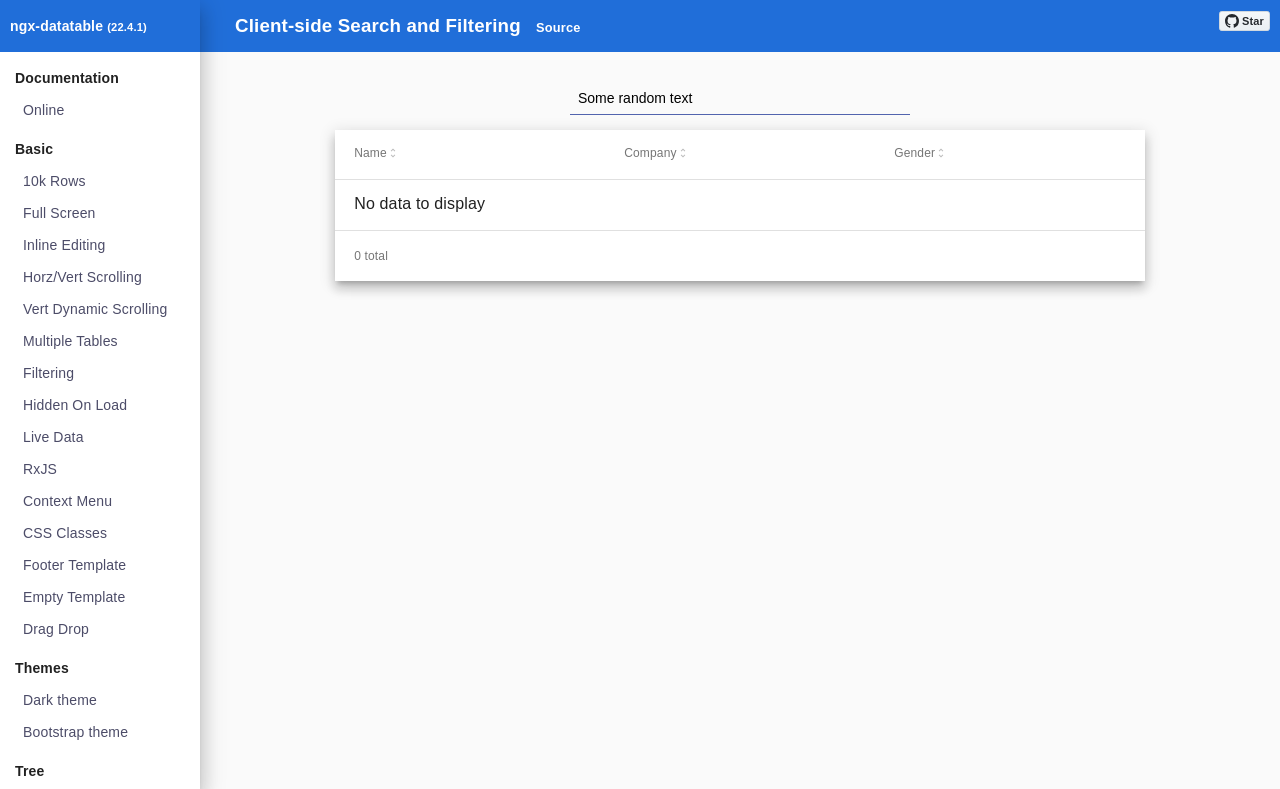 ngx-datatable (22.4.1)
Client-side Search and Filtering Source
Star
Documentation
Online
Basic
10k Rows
Full Screen
Inline Editing
Horz/Vert Scrolling
Vert Dynamic Scrolling
Multiple Tables
Filtering
Hidden On Load
Live Data
RxJS
Context Menu
CSS Classes
Footer Template
Empty Template
Drag Drop
Themes
Dark theme
Bootstrap theme
Tree
Some random text
Name Company Gender
No data to display
0 total